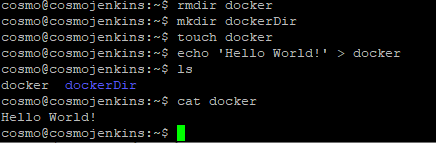 cosmo@cosmojenkins:~$ rmdir docker
cosmo@cosmojenkins:~$ mkdir dockerDir
cosmo@cosmojenkins:~$ touch docker
cosmo@cosmojenkins:~$ echo 'Hello World!' > docker
cosmo@cosmojenkins:~$ ls
docker  dockerDir
cosmo@cosmojenkins:~$ cat docker
Hello World!
cosmo@cosmojenkins:~$